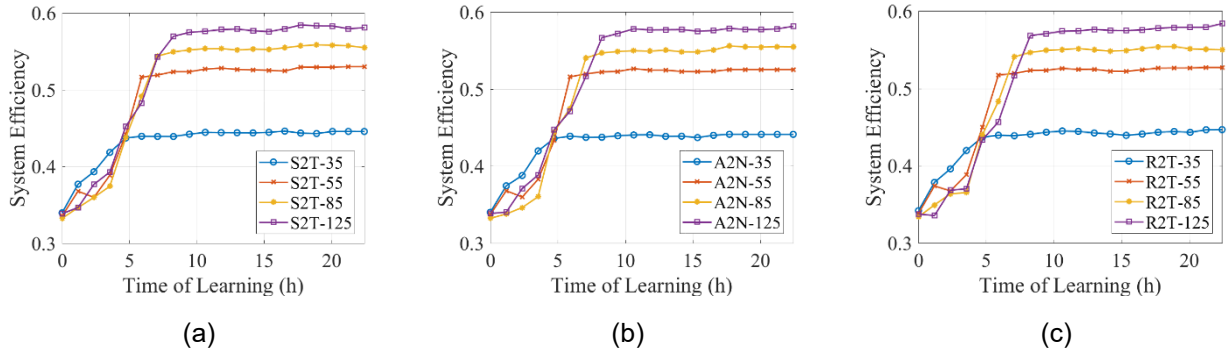 System Efficiency
0.6
0.5
0.4
0.3
S2T-35
S2T-55
S2T-85
S2T-125
0 5 10 15 20
Time of Learning (h)
(a)
System Efficiency
0.6
0.5
0.4
0.3
A2N-35
A2N-55
A2N-85
A2N-125
0 5 10 15 20
Time of Learning (h)
(b)
System Efficiency
0.6
0.5
0.4
0.3
R2T-35
R2T-55
R2T-85
R2T-125
0 5 10 15 20
Time of Learning (h)
(c)